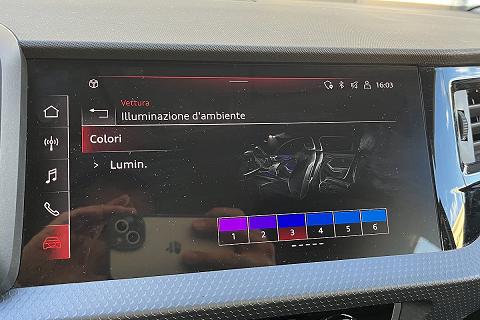 16:03
Vettura
Illuminazione d'ambiente
Colori
> Lumin.
1 2 3 4 5 6